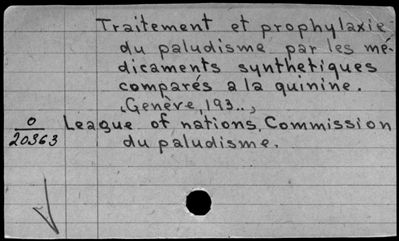 Traitement et prophylaxie
du paludisme par les mé-
dicaments synthetiques
comparés a la quinine.
(Genève, 193..,
O
20363
League of nations. Commission
du paludisme.